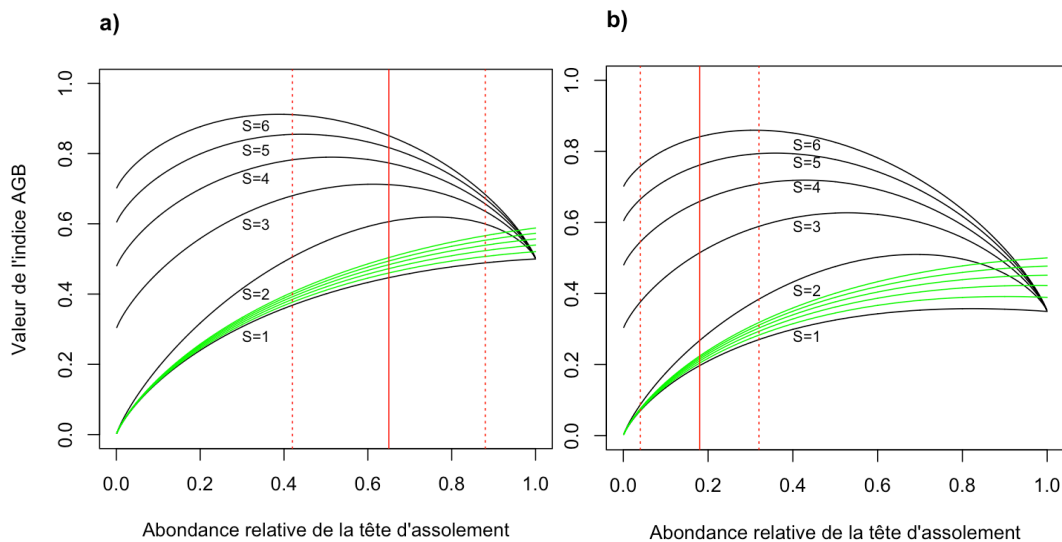 a)
Valeur de l'indice AGB
1.0
0.8
0.6
0.4
0.2
0.0
S=6
S=5
S=4
S=3
S=2
S=1
0.0 0.2 0.4 0.6 0.8 1.0
Abondance relative de la tête d'assolement
b)
1.0
0.8
0.6
0.4
0.2
0.0
S=6
S=5
S=4
S=3
S=2
S=1
0.0 0.2 0.4 0.6 0.8 1.0
Abondance relative de la tête d'assolement